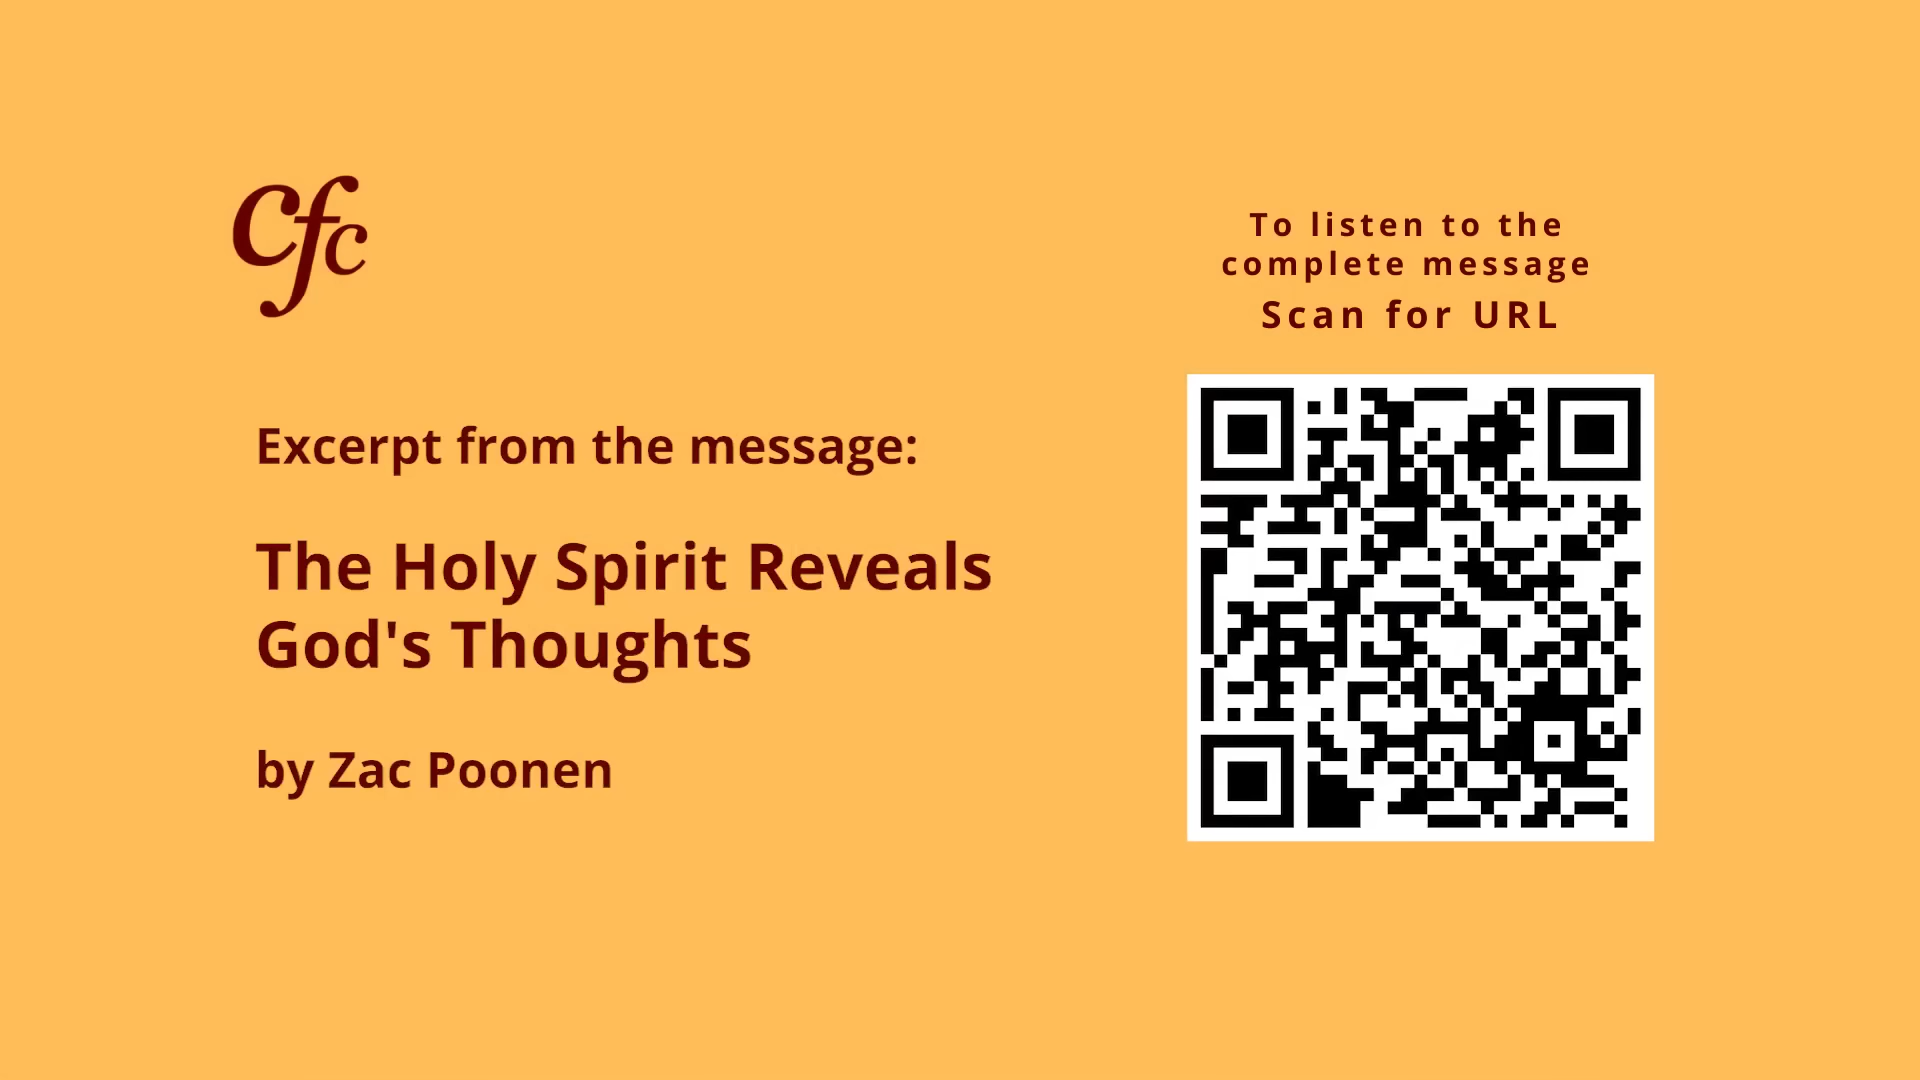 cfc
Excerpt from the message:
The Holy Spirit Reveals
God's Thoughts
by Zac Poonen
To listen to the
complete message
Scan for URL